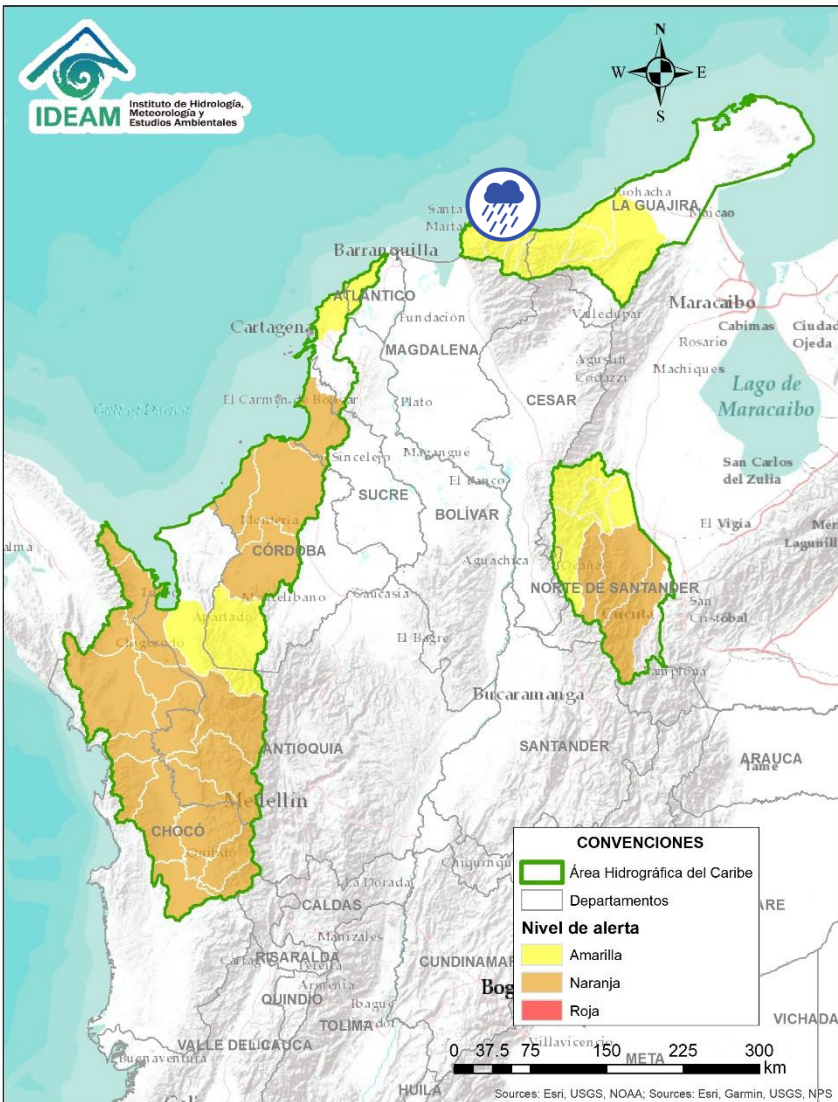 IDEAM
Instituto de Hidrología,
Meteorología y
Estudios Ambientales
N
W
E
S
Riohacha
LA GUAJIRA
Santa
Marta
Maicao
Barranquilla
ATLÁNTICO
Maracaibo
Cartagena
Fundación
Valledupar
Cabimas
Ciudad
Ojeda
MAGDALENA
Rosario
Agustín
Codazzi
Machiques
Lago de
Maracaibo
El Carmen de Bolívar
Plato
CESAR
Sincelejo
Magangué
San Carlos
del Zulia
SUCRE
El Banco
BOLÍVAR
El Vigía
Montería
CÓRDOBA
Aguachica
Ocaña
NORTE DE SANTANDER
Turbo
Montelíbano
Caucasia
San
Cristóbal
Apartadó
Cúcuta
Chigorodó
El Bagre
Pamplona
Bucaramanga
ANTIOQUIA
SANTANDER
ARAUCA
Tame
Medellín
CHOCÓ
Quibdó
La Dorada
CALDAS
Manizales
RISARALDA
Pereira
CUNDINAMAR
Armenia
QUINDÍO
Ibagué
TOLIMA
VICHADA
VALLE DEL CAUCA
Villavicencio
Buenaventura
META
HUILA
CONVENCIONES
Área Hidrográfica del Caribe
Departamentos
Nivel de alerta
Amarilla
Naranja
Roja
0 37.5 75 150 225 300
km
Sources: Esri, USGS, NOAA; Sources: Esri, Garmin, USGS, NPS